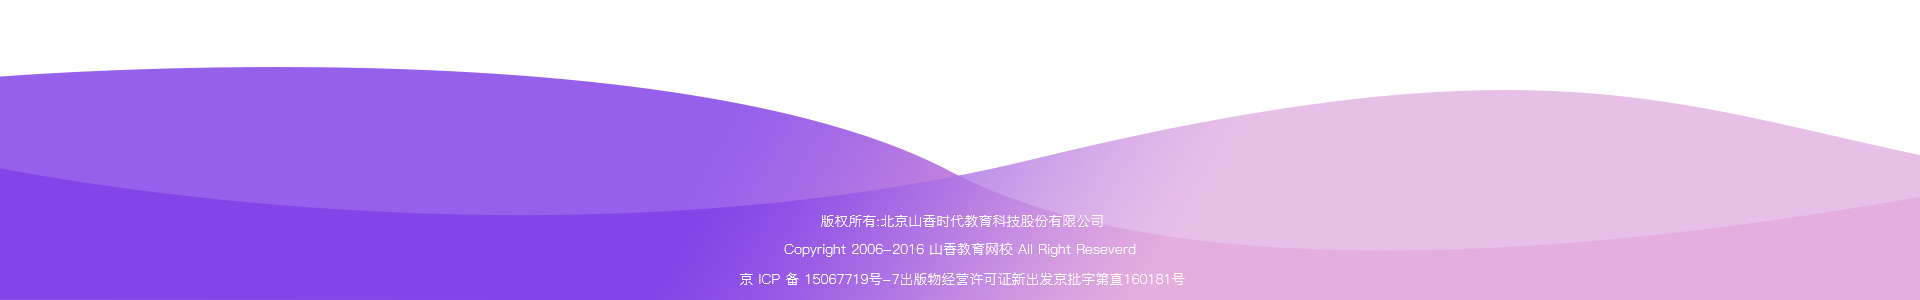 版权所有:北京山香时代教育科技股份有限公司
Copyright 2006-2016 山香教育网校 All Right Reseverd
京 ICP 备 15067719号-7出版物经营许可证新出发京批字第直160181号